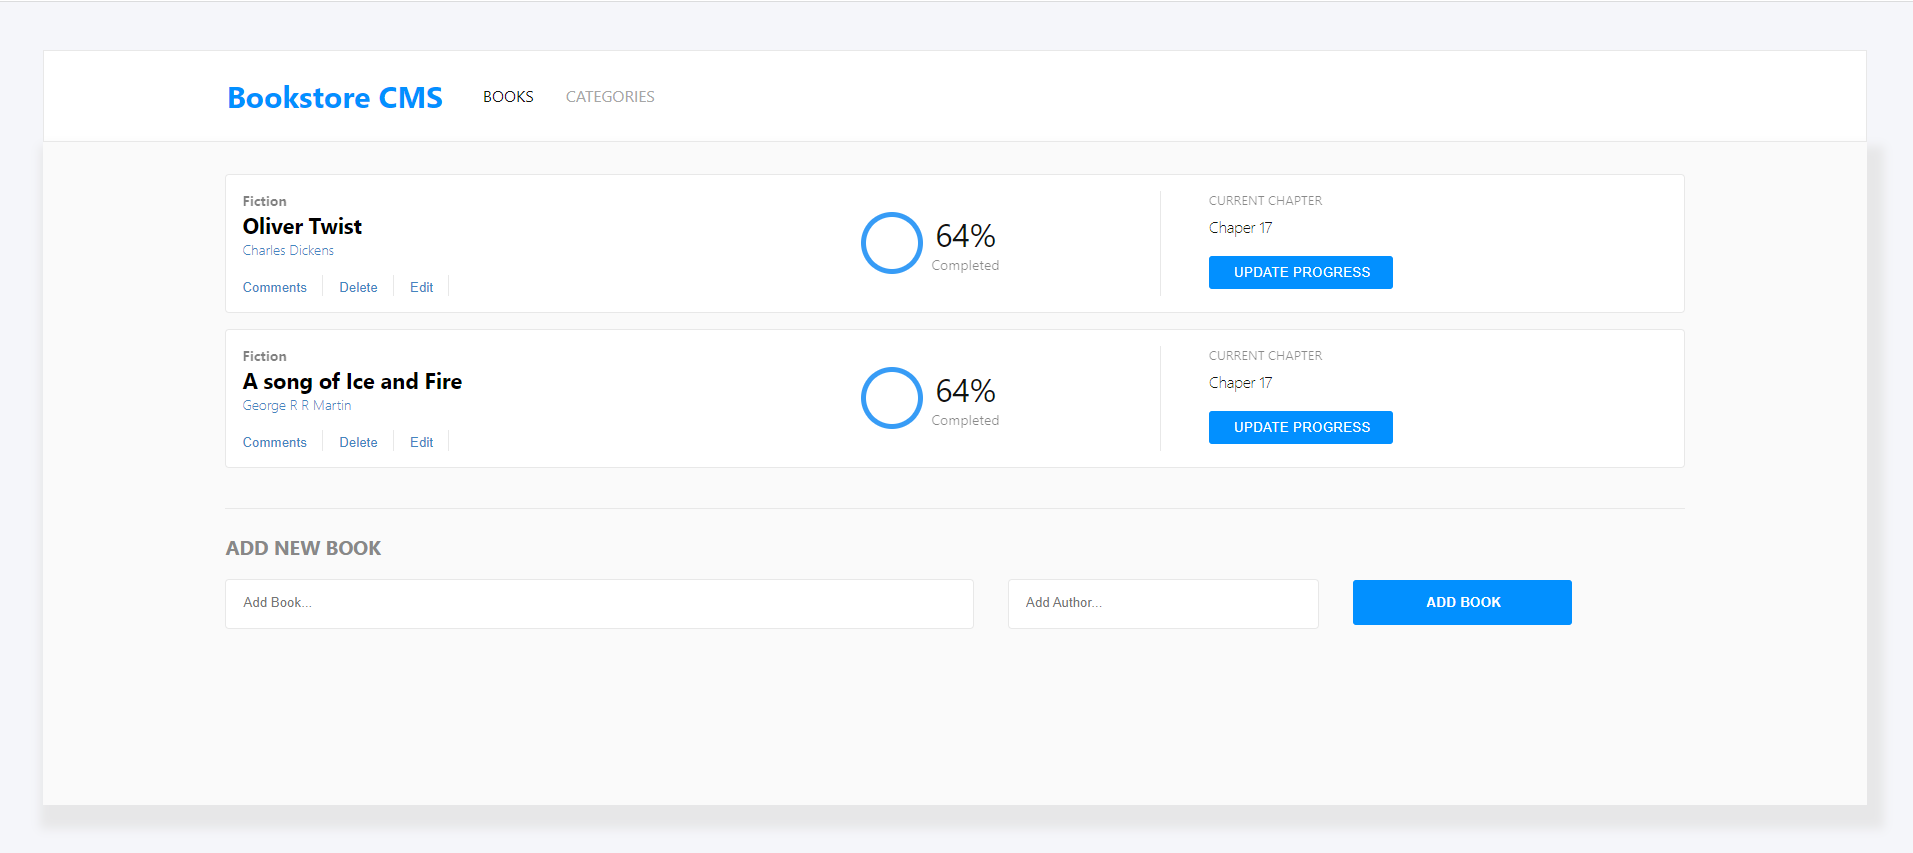 Bookstore CMS BOOKS CATEGORIES
Fiction
Oliver Twist
Charles Dickens
Comments Delete Edit
64%
Completed
CURRENT CHAPTER
Chaper 17
UPDATE PROGRESS
Fiction
A song of Ice and Fire
George R R Martin
Comments Delete Edit
64%
Completed
CURRENT CHAPTER
Chaper 17
UPDATE PROGRESS
ADD NEW BOOK
Add Book... Add Author... ADD BOOK